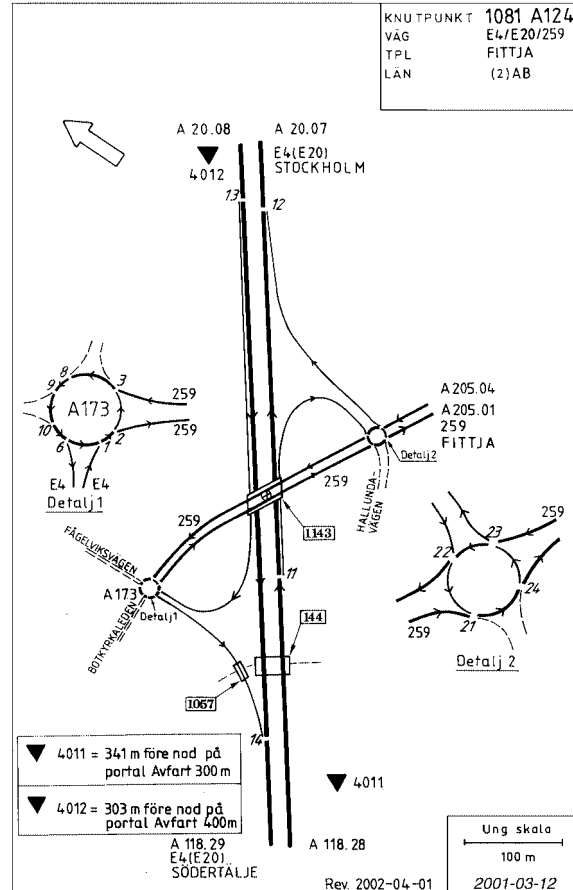 KNUTPUNKT 1081 A124
VÄG E4/E20/259
TPL FITTJA
LÄN (2)AB
A 20.08
A 20.07
E4(E20)
STOCKHOLM
4012
13
12
8
9
3
259
A173
10
6
1
2
259
E4
E4
Detalj1
A 205.04
A 205.01
259
FITTJA
Detalj2
259
HALLUNDA-
VÄGEN
1143
259
FÅGELVIKSVÄGEN
A173
Detalj1
BOTKYRKALEDEN
11
144
1057
14
259
23
22
24
21
259
Detalj 2
4011 = 341 m före nod på
portal Avfart 300 m
4012 = 303 m före nod på
portal Avfart 400m
4011
A 118.29
A 118.28
E4(E20)
SÖDERTÄLJE
Rev. 2002-04-01
Ung skala
100 m
2001-03-12